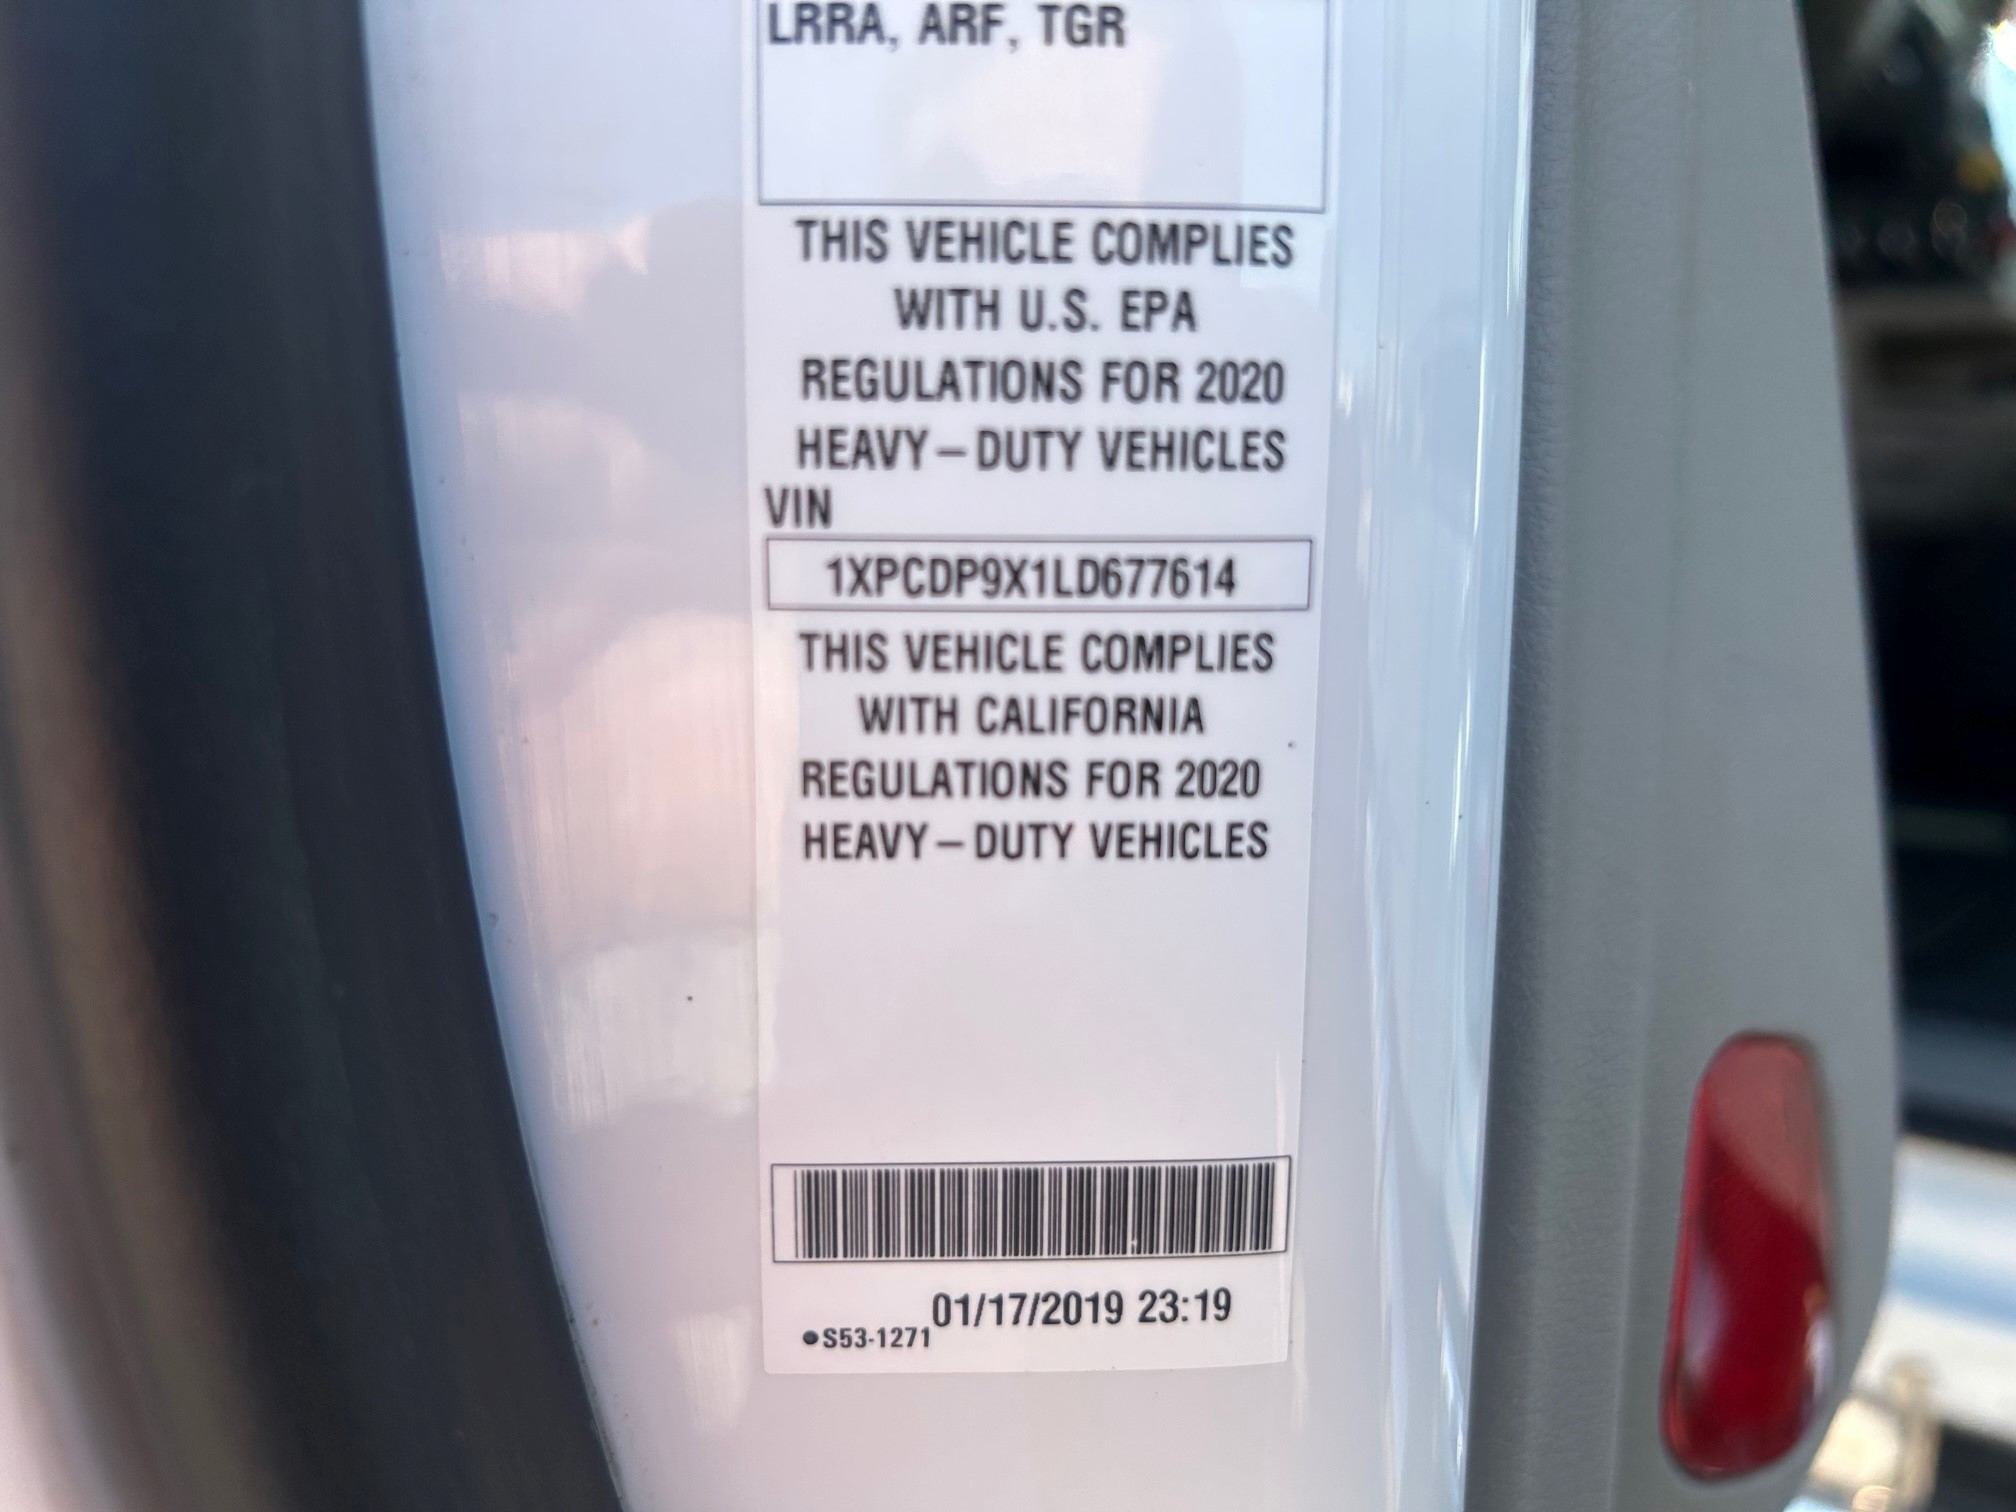 LRRA, ARF, TGR
THIS VEHICLE COMPLIES
WITH U.S. EPA
REGULATIONS FOR 2020
HEAVY–DUTY VEHICLES
VIN
1XPCDP9X1LD677614
THIS VEHICLE COMPLIES
WITH CALIFORNIA
REGULATIONS FOR 2020
HEAVY–DUTY VEHICLES
01/17/2019 23:19
•S53-1271